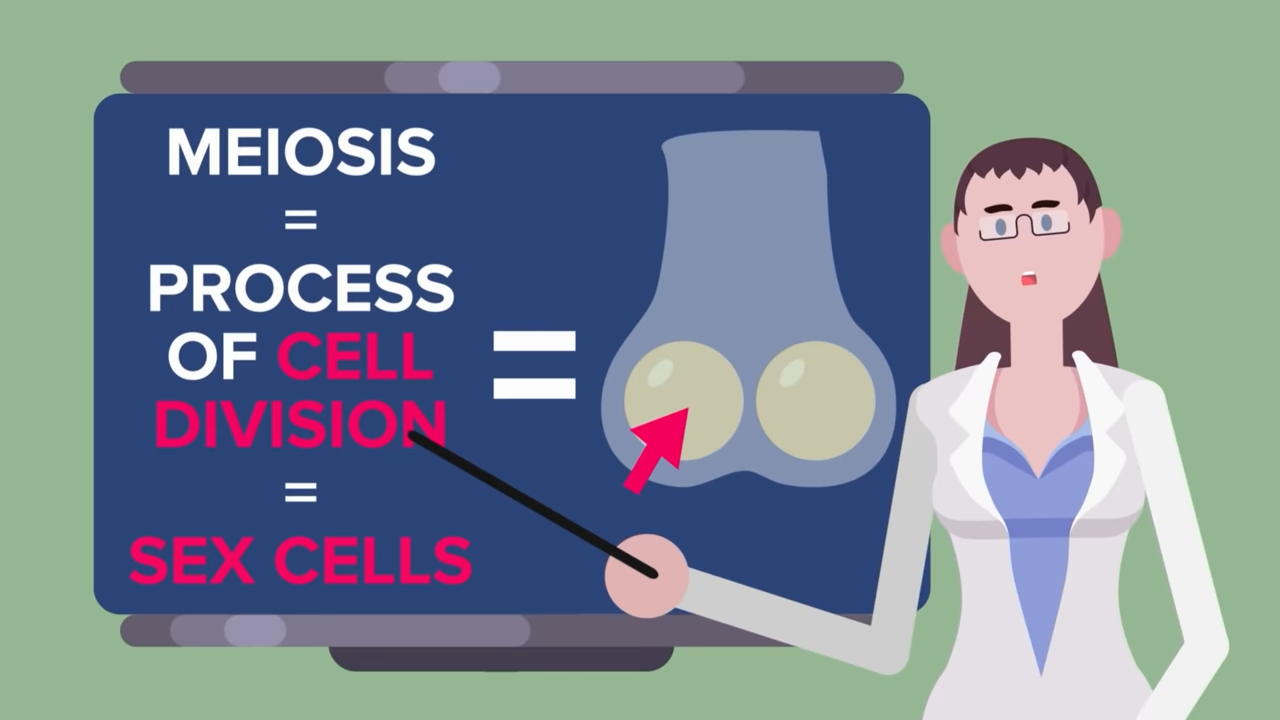 MEIOSIS
=
PROCESS
OF CELL
DIVISION
=
SEX CELLS
=